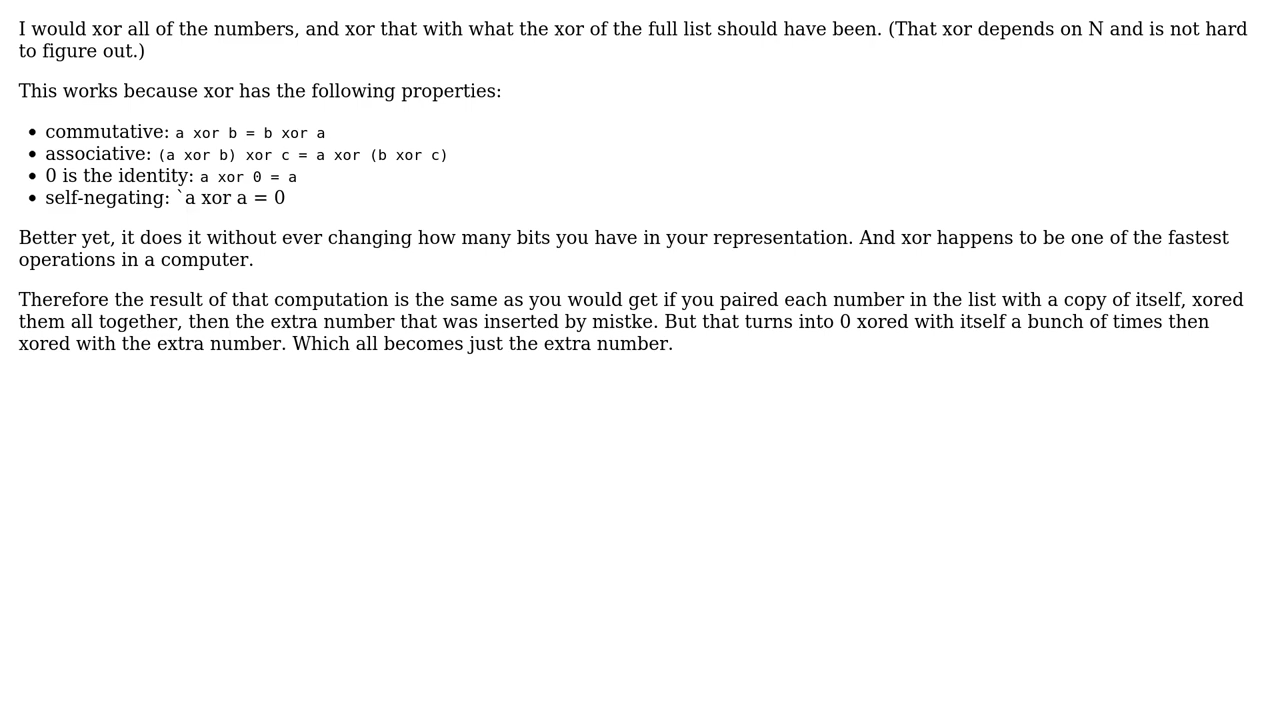 I would xor all of the numbers, and xor that with what the xor of the full list should have been. (That xor depends on N and is not hard
to figure out.)
This works because xor has the following properties:
• commutative: a xor b = b xor a
• associative: (a xor b) xor c = a xor (b xor c)
• 0 is the identity: a xor 0 = a
• self-negating: `a xor a = 0
Better yet, it does it without ever changing how many bits you have in your representation. And xor happens to be one of the fastest
operations in a computer.
Therefore the result of that computation is the same as you would get if you paired each number in the list with a copy of itself, xored
them all together, then the extra number that was inserted by mistke. But that turns into 0 xored with itself a bunch of times then
xored with the extra number. Which all becomes just the extra number.